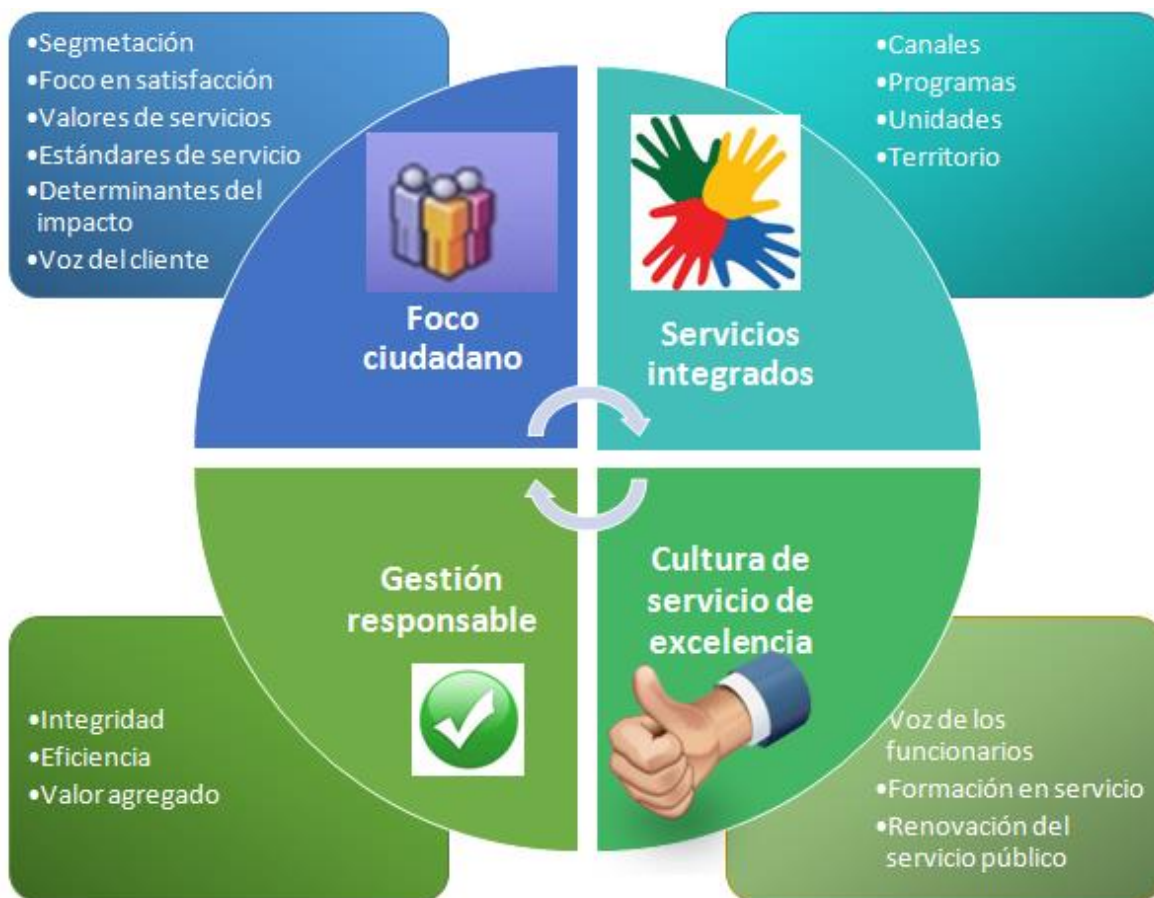 •Segmetación
•Foco en satisfacción
•Valores de servicios
•Estándares de servicio
•Determinantes del
impacto
•Voz del cliente
•Canales
•Programas
•Unidades
•Territorio
Foco
ciudadano
Servicios
integrados
Gestión
responsable
Cultura de
servicio de
excelencia
•Integridad
•Eficiencia
•Valor agregado
Voz de los
funcionarios
•Formación en servicio
•Renovación del
servicio público